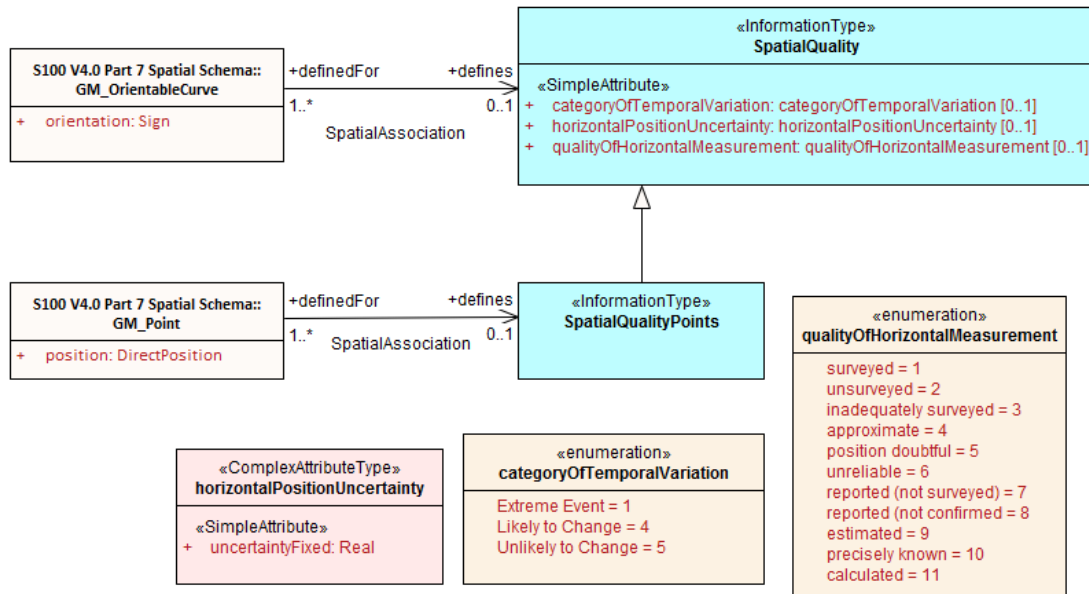 «InformationType»
SpatialQuality
«SimpleAttribute»
+ categoryOfTemporalVariation: categoryOfTemporalVariation [0..1]
+ horizontalPositionUncertainty: horizontalPositionUncertainty [0..1]
+ qualityOfHorizontalMeasurement: qualityOfHorizontalMeasurement [0..1]
S100 V4.0 Part 7 Spatial Schema::
GM_OrientableCurve
+ orientation: Sign
+definedFor
+defines
1..*
0..1
SpatialAssociation
S100 V4.0 Part 7 Spatial Schema::
GM_Point
+ position: DirectPosition
+definedFor
+defines
1..*
0..1
SpatialAssociation
«InformationType»
SpatialQualityPoints
«enumeration»
qualityOfHorizontalMeasurement
surveyed = 1
unsurveyed = 2
inadequately surveyed = 3
approximate = 4
position doubtful = 5
unreliable = 6
reported (not surveyed) = 7
reported (not confirmed = 8
estimated = 9
precisely known = 10
calculated = 11
«ComplexAttributeType»
horizontalPositionUncertainty
«SimpleAttribute»
+ uncertaintyFixed: Real
«enumeration»
categoryOfTemporalVariation
Extreme Event = 1
Likely to Change = 4
Unlikely to Change = 5